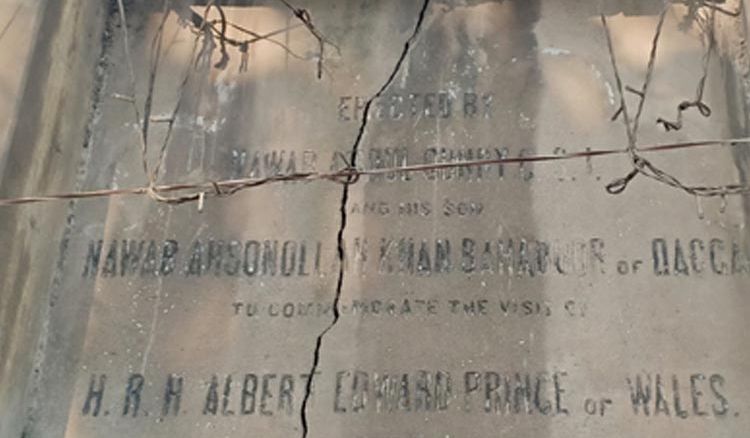 ERECTED BY
NAWAB ABDUL GUNNY C. S. I.
AND HIS SON
NAWAB AHSONOLLAH KHAN BAHADOOR OF DACCA
TO COMMEMORATE THE VISIT OF
H. R. H. ALBERT EDWARD PRINCE OF WALES.